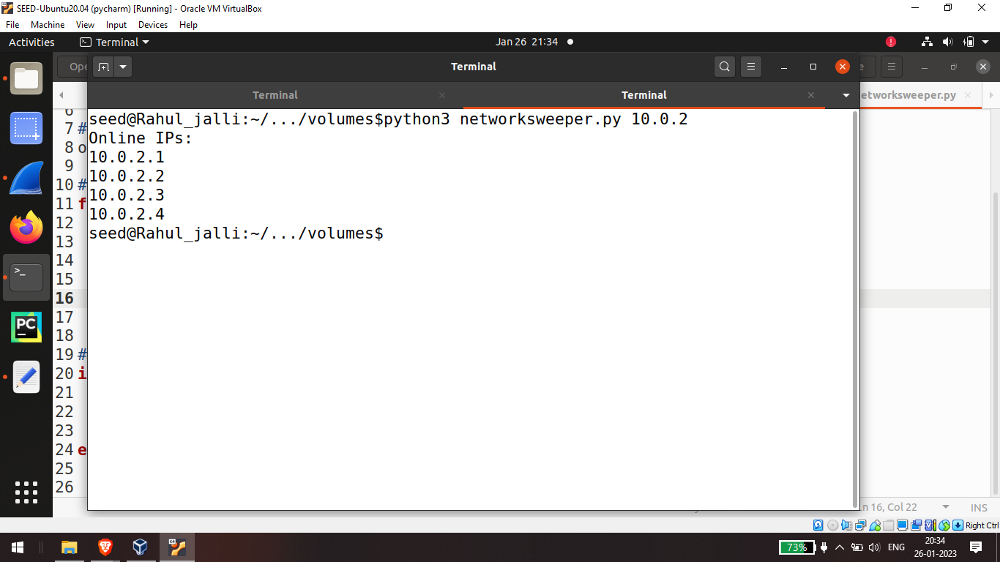 SEED-Ubuntu20.04 (pycharm) [Running] - Oracle VM VirtualBox
File Machine View Input Devices Help
Activities Terminal Jan 26 21:34
Ope Terminal e
Terminal Terminal etworksweeper.py
seed@Rahul_jalli:~/.../volumes$python3 networksweeper.py 10.0.2
Online IPs:
10.0.2.1
10.0.2.2
10.0.2.3
10.0.2.4
seed@Rahul_jalli:~/.../volumes$
6
7 #
8 o
9
10 #
11 f
12
13
14
15
16
17
18
19 #
20 i
21
22
23
24 e
25
26
PC
n 16, Col 22 INS
Right Ctrl
64
73% ENG 20:34
26-01-2023